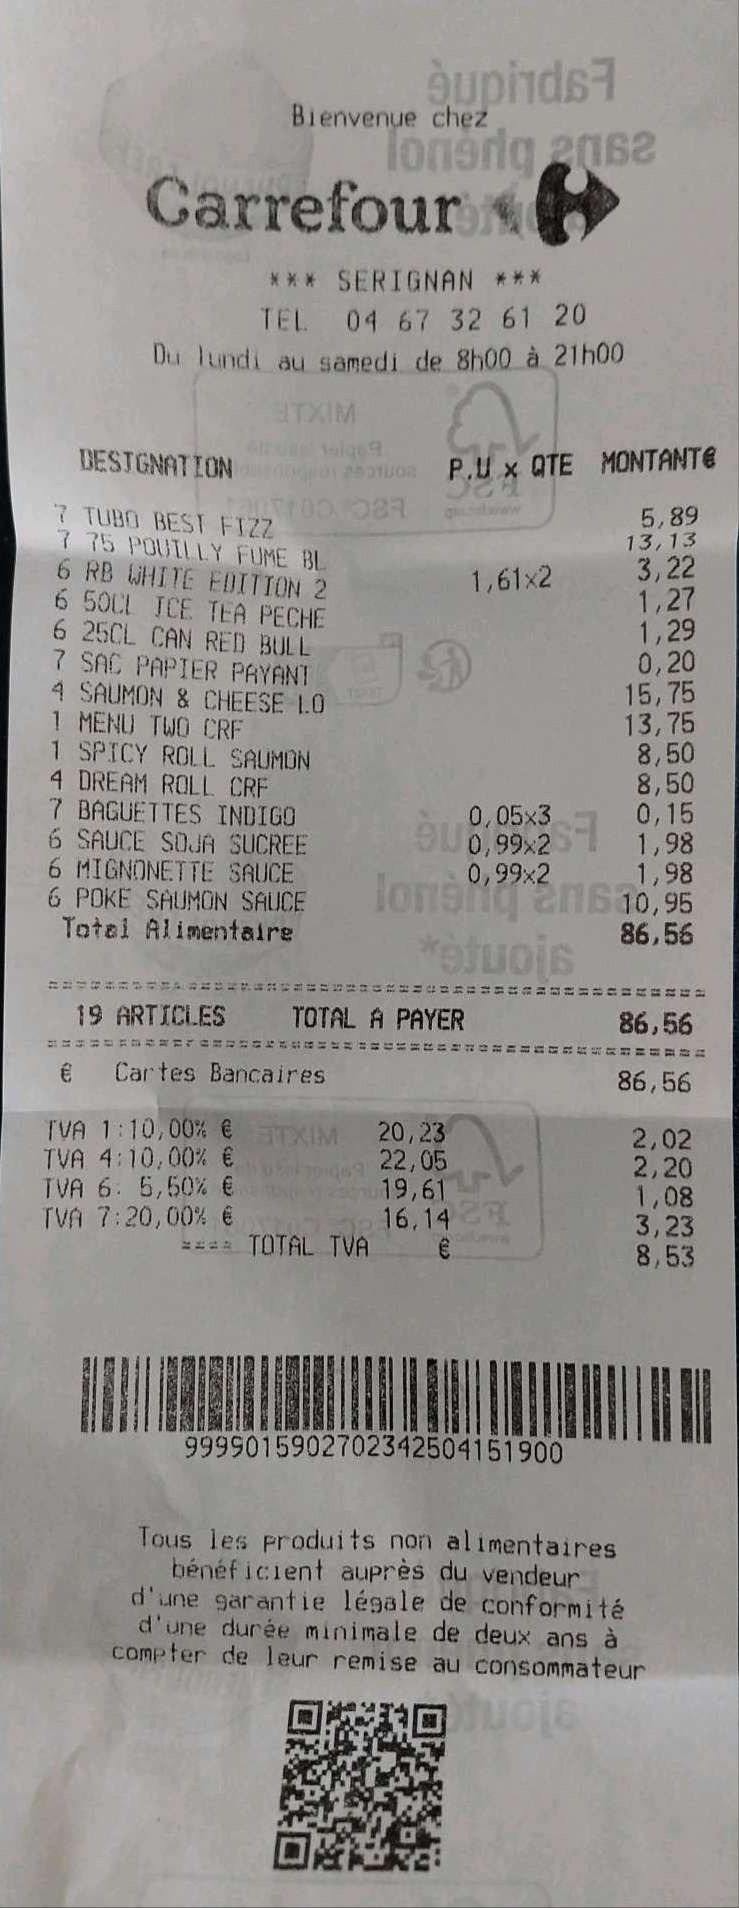 Bienvenue chez
Carrefour
*** SERIGNAN ***
TEL 04 67 32 61 20
Du lundi au samedi de 8h00 à 21h00
DESIGNATION P.U x QTE MONTANT€
7 TUBO BEST FIZZ 5,89
7 75 POUILLY FUME BL 13,13
6 RB WHITE EDITION 2 1,61x2 3,22
6 50CL ICE TEA PECHE 1,27
6 25CL CAN RED BULL 1,29
7 SAC PAPIER PAYANT 0,20
4 SAUMON & CHEESE LO 15,75
1 MENU TWO CRF 13,75
1 SPICY ROLL SAUMON 8,50
4 DREAM ROLL CRF 8,50
7 BAGUETTES INDIGO 0,05x3 0,15
6 SAUCE SOJA SUCREE 0,99x2 1,98
6 MIGNONETTE SAUCE 0,99x2 1,98
6 POKE SAUMON SAUCE 10,95
Total Alimentaire 86,56
19 ARTICLES TOTAL A PAYER 86,56
€ Cartes Bancaires 86,56
TVA 1:10,00% € 20,23 2,02
TVA 4:10,00% € 22,05 2,20
TVA 6: 5,50% € 19,61 1,08
TVA 7:20,00% € 16,14 3,23
==== TOTAL TVA € 8,53
9999015902702342504151900
Tous les produits non alimentaires
bénéficient auprès du vendeur
d'une garantie légale de conformité
d'une durée minimale de deux ans à
compter de leur remise au consommateur